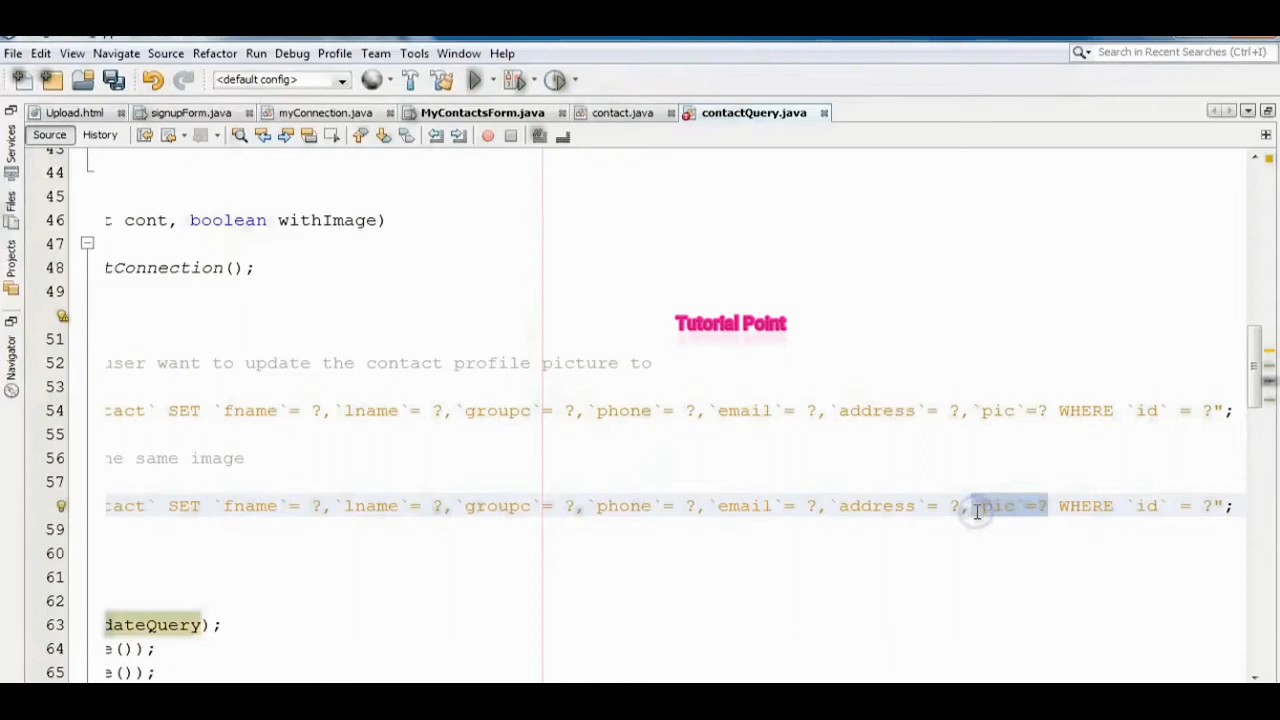 File Edit View Navigate Source Refactor Run Debug Profile Team Tools Window Help
Search in Recent Searches (Ctrl+I)
<default config>
Upload.html signupForm.java myConnection.java MyContactsForm.java contact.java contactQuery.java
Source History
Services
Files
Projects
Navigator
43
44
45
46 t cont, boolean withImage)
47
48 tConnection();
49
Tutorial Point
51
52 user want to update the contact profile picture to
53
54 tact` SET `fname`= ?,`lname`= ?,`groupc`= ?,`phone`= ?,`email`= ?,`address`= ?,`pic`=? WHERE `id` = ?";
55
56 he same image
57
tact` SET `fname`= ?,`lname`= ?,`groupc`= ?,`phone`= ?,`email`= ?,`address`= ?,`pic`=? WHERE `id` = ?";
59
60
61
62
63 dateQuery);
64 e());
65 e());